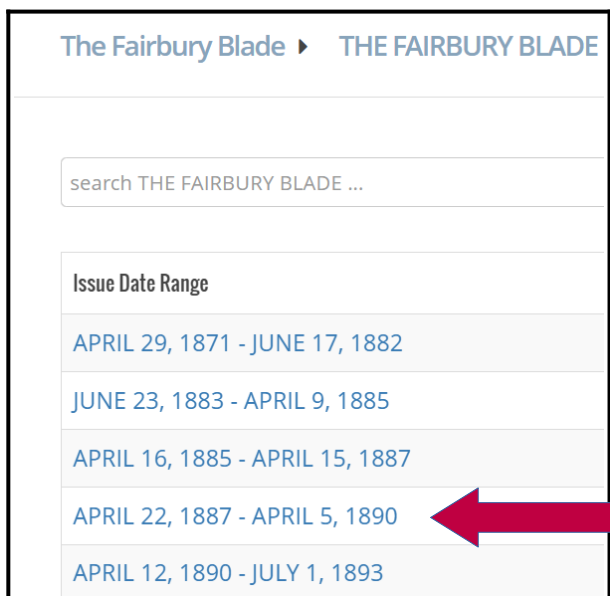 The Fairbury Blade ▸ THE FAIRBURY BLADE
search THE FAIRBURY BLADE ...
Issue Date Range
APRIL 29, 1871 - JUNE 17, 1882
JUNE 23, 1883 - APRIL 9, 1885
APRIL 16, 1885 - APRIL 15, 1887
APRIL 22, 1887 - APRIL 5, 1890
APRIL 12, 1890 - JULY 1, 1893